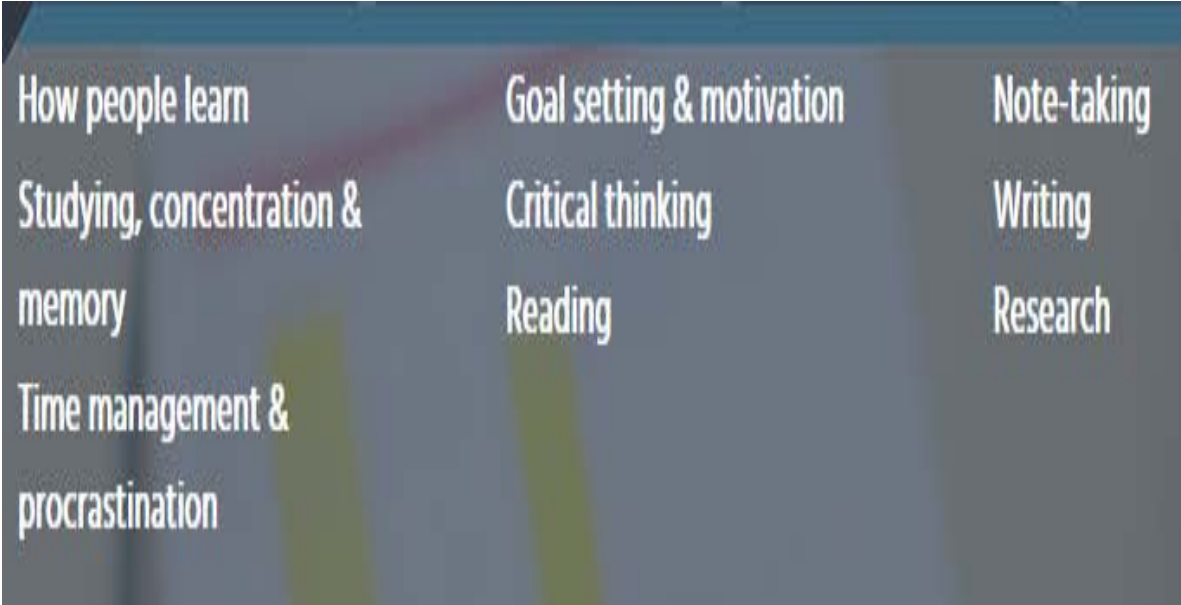 How people learn
Studying, concentration &
memory
Time management &
procrastination
Goal setting & motivation
Critical thinking
Reading
Note-taking
Writing
Research